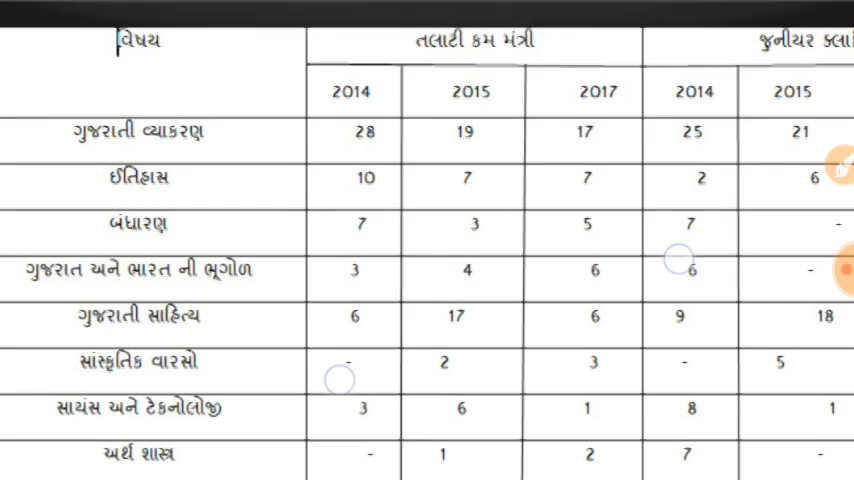 વિષય તલાટી કમ મંત્રી જુનીયર
2014 2015 2017 2014 2015
ગુજરાતી વ્યાકરણ 28 19 17 25 21
ઈતિહાસ 10 7 7 2 6
બંધારણ 7 3 5 7 -
ગુજરાત અને ભારત ની ભૂગોળ 3 4 6 6 -
ગુજરાતી સાહિત્ય 6 17 6 9 18
સાંસ્કૃતિક વારસો - 2 3 - 5
સાયંસ અને ટેકનોલોજી 3 6 1 8 1
અર્થ શાસ્ત્ર - 1 2 7 -